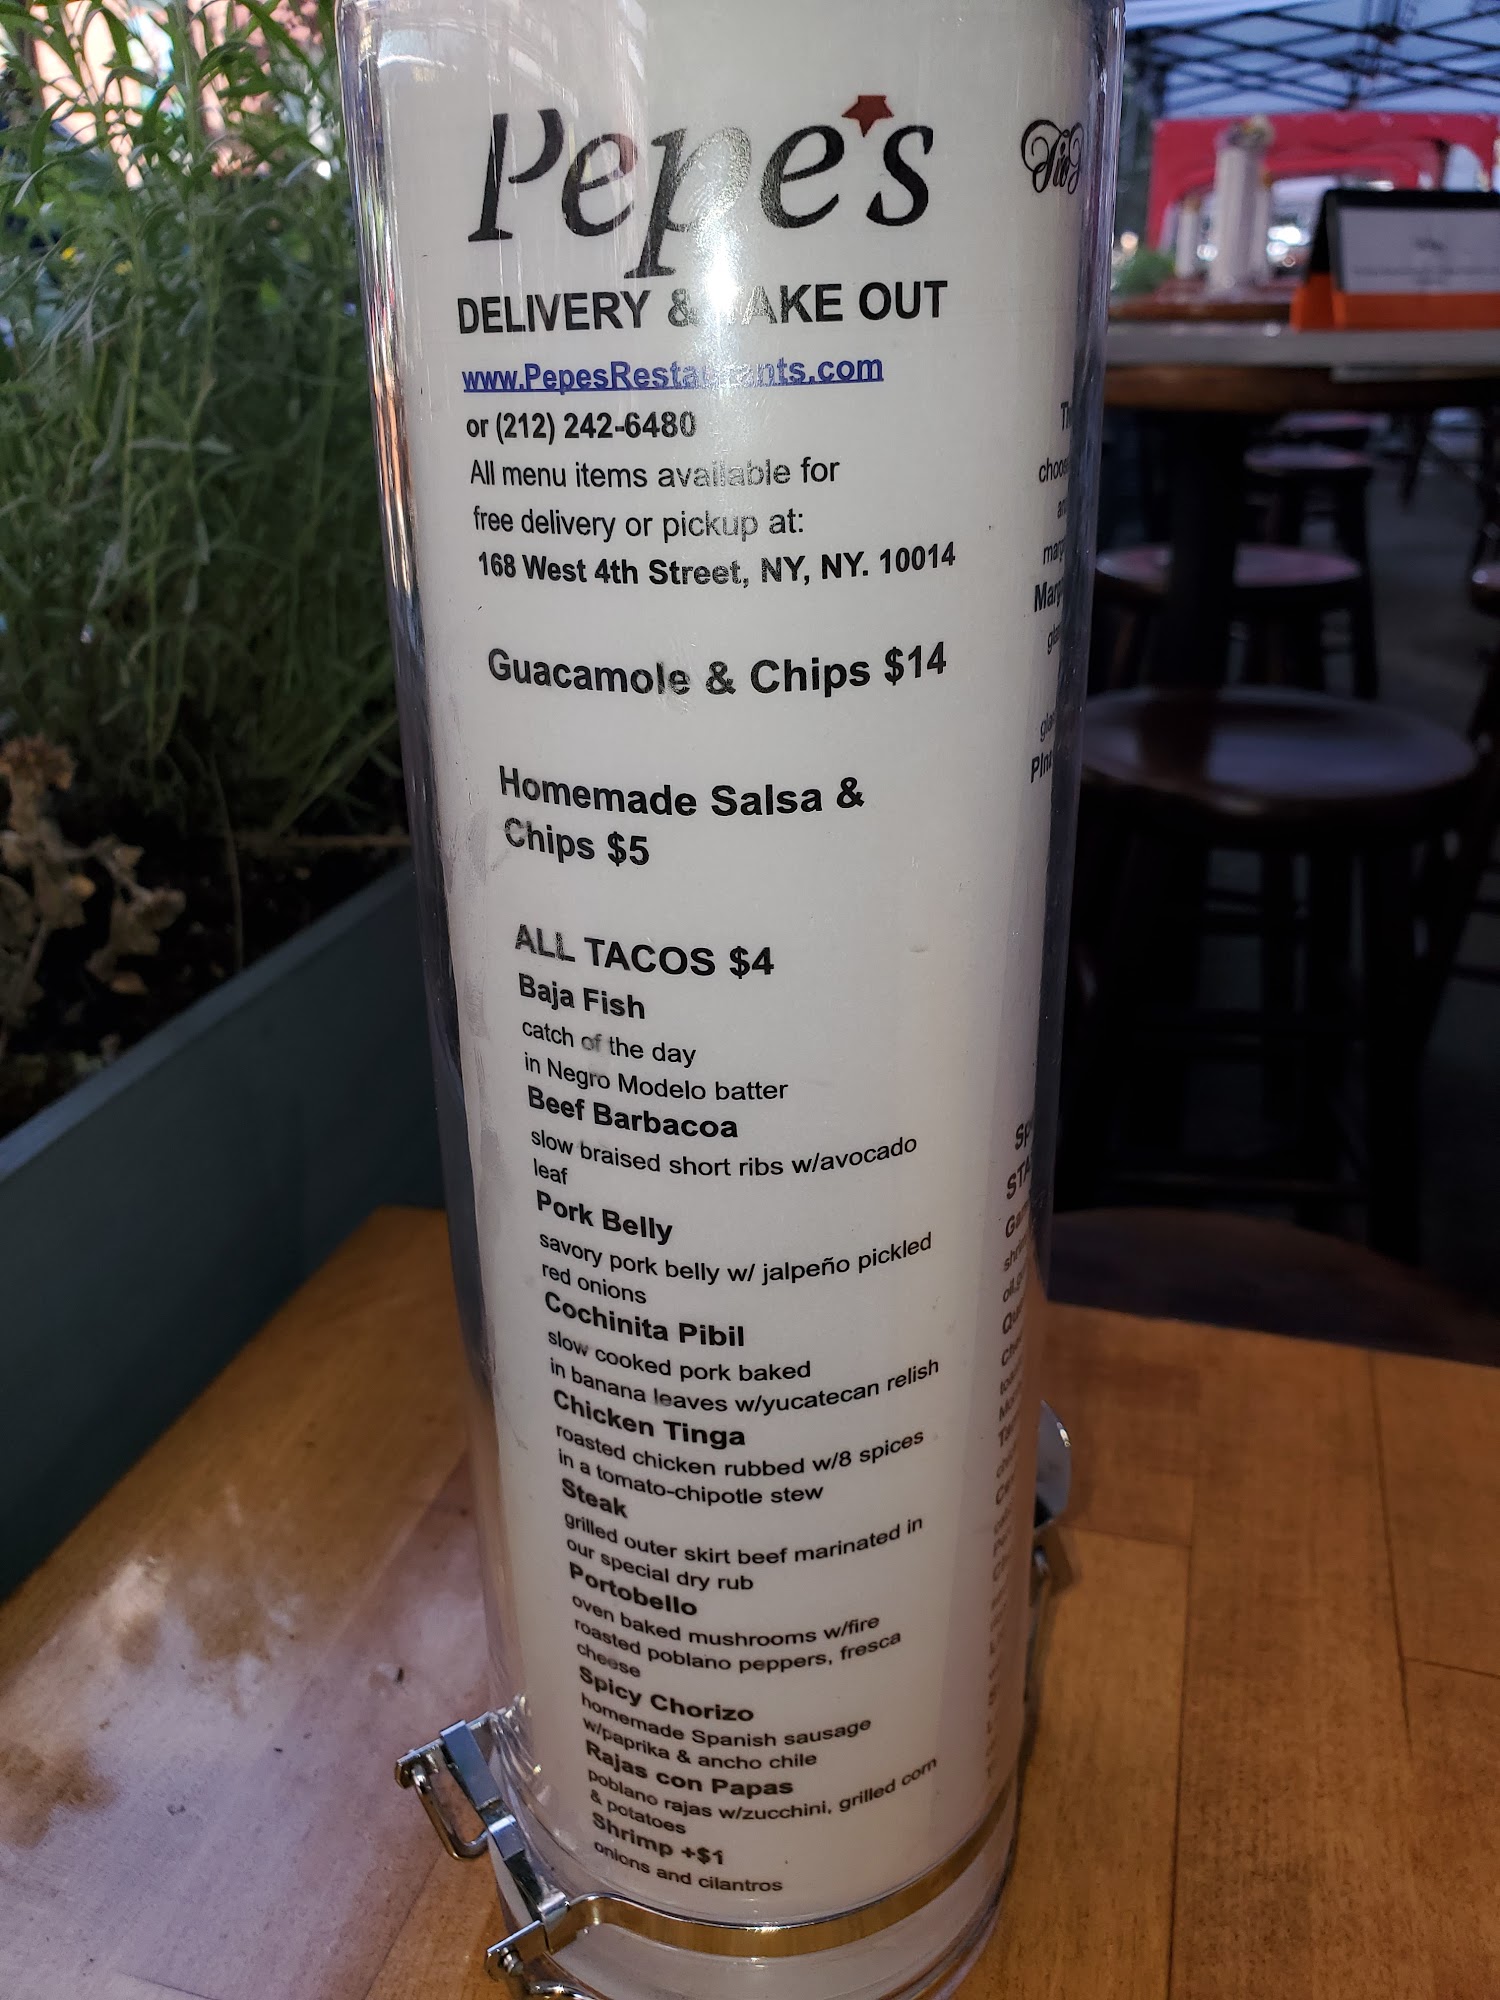 Pepe's
DELIVERY & TAKE OUT
www.PepesRestaurants.com
or (212) 242-6480
All menu items available for
free delivery or pickup at:
168 West 4th Street, NY, NY. 10014
Guacamole & Chips $14
Homemade Salsa &
Chips $5
ALL TACOS $4
Baja Fish
catch of the day
in Negro Modelo batter
Beef Barbacoa
slow braised short ribs w/avocado
leaf
Pork Belly
savory pork belly w/ jalpeño pickled
red onions
Cochinita Pibil
slow cooked pork baked
in banana leaves w/yucatecan relish
Chicken Tinga
roasted chicken rubbed w/8 spices
in a tomato-chipotle stew
Steak
grilled outer skirt beef marinated in
our special dry rub
Portobello
oven baked mushrooms w/fire
roasted poblano peppers, fresca
cheese
Spicy Chorizo
homemade Spanish sausage
w/paprika & ancho chile
Rajas con Papas
poblano rajas w/zucchini, grilled corn
& potatoes
Shrimp +$1
onions and cilantros